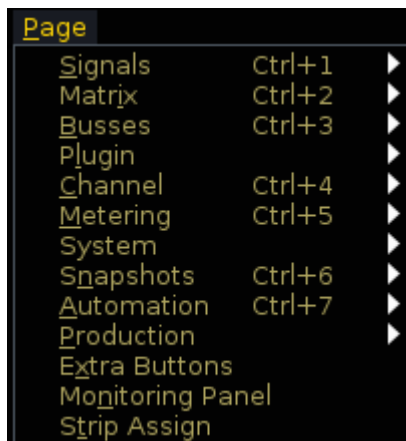 Page
Signals Ctrl+1
Matrix Ctrl+2
Busses Ctrl+3
Plugin
Channel Ctrl+4
Metering Ctrl+5
System
Snapshots Ctrl+6
Automation Ctrl+7
Production
Extra Buttons
Monitoring Panel
Strip Assign